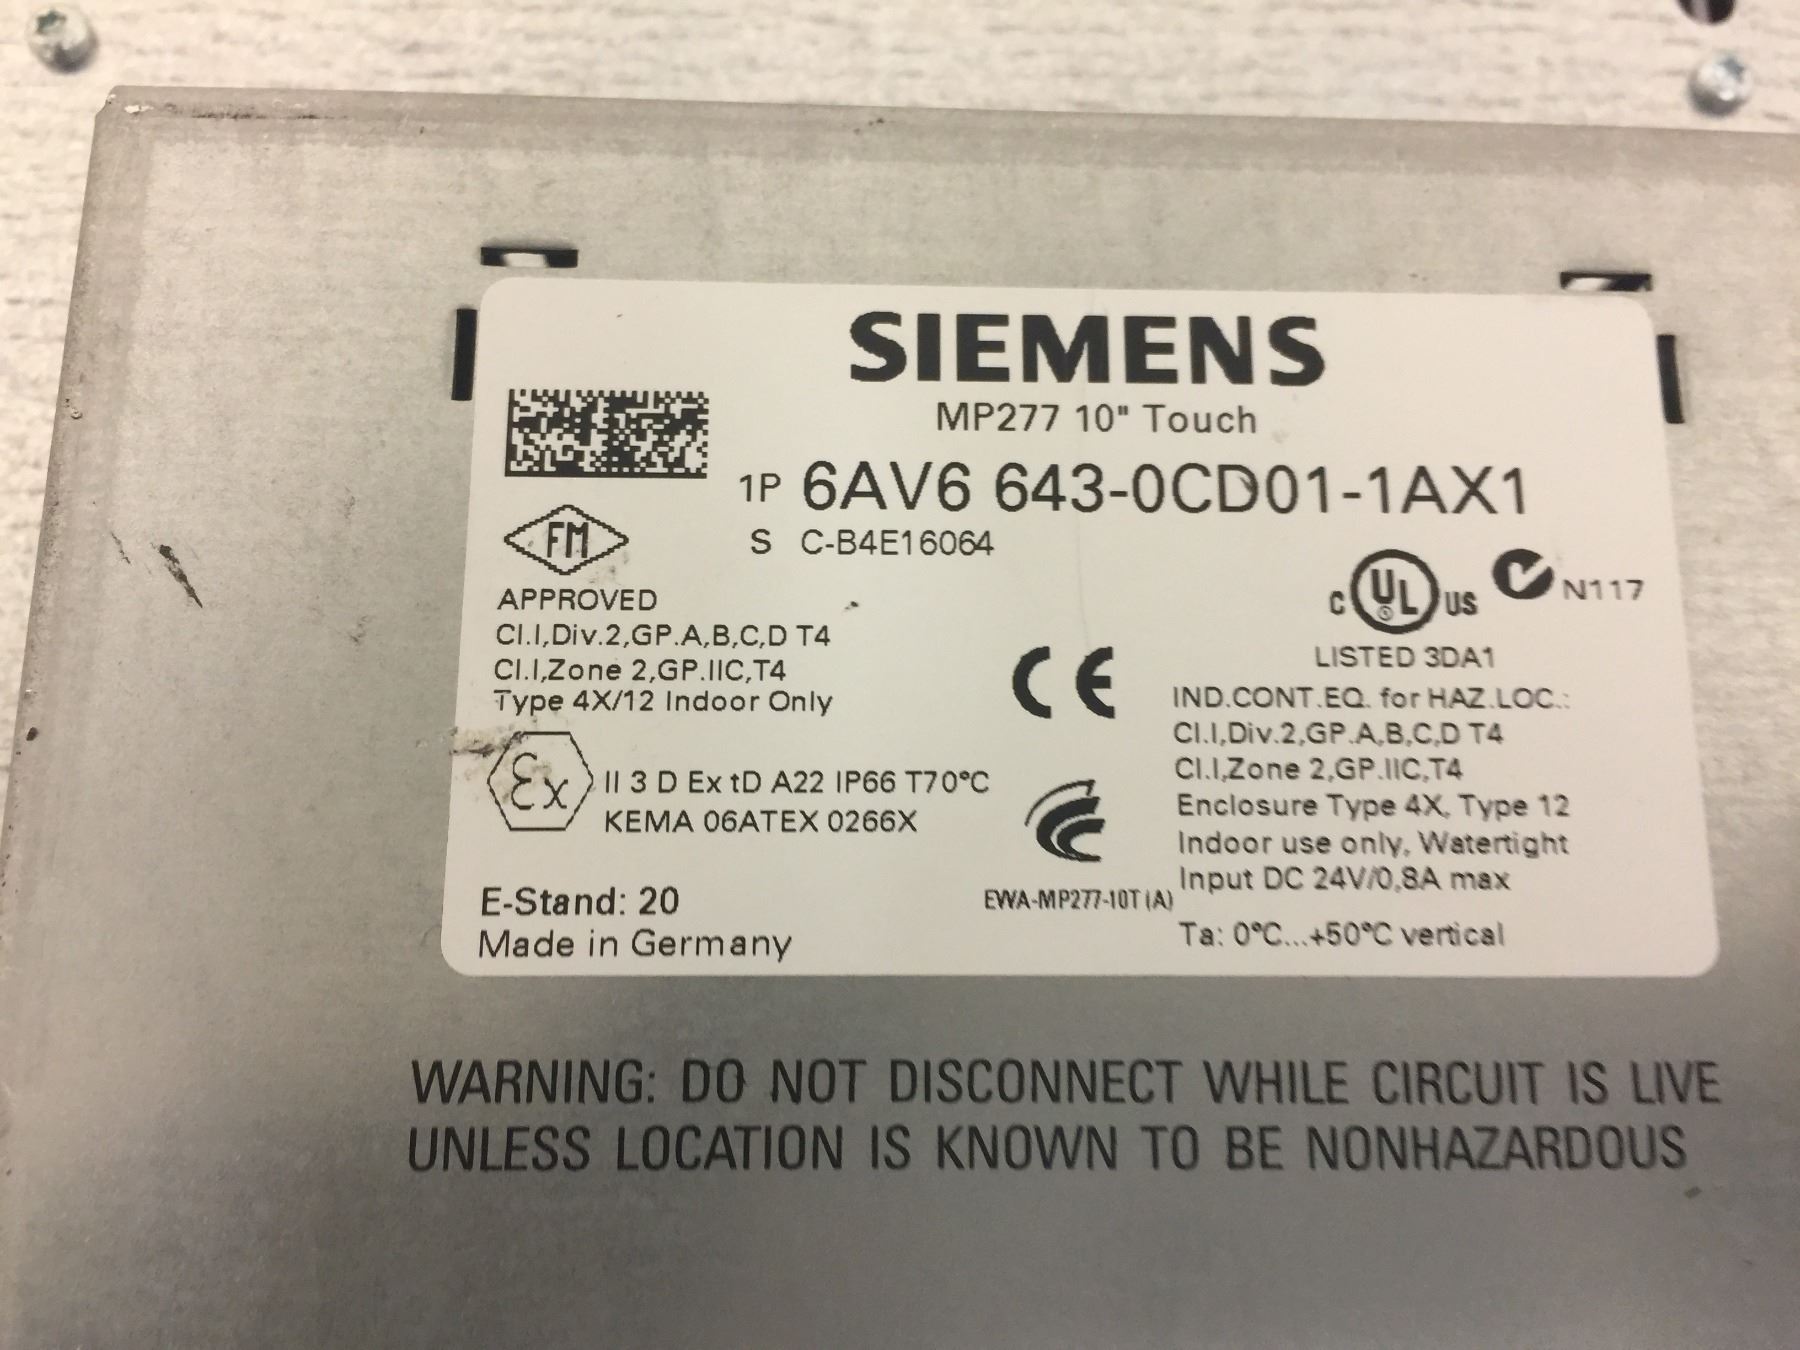 SIEMENS
MP277 10" Touch
1P 6AV6 643-0CD01-1AX1
S C-B4E16064
FM
APPROVED
Cl.I,Div.2,GP.A,B,C,D T4
Cl.I,Zone 2,GP.IIC,T4
Type 4X/12 Indoor Only
Ex II 3 D Ex tD A22 IP66 T70°C
KEMA 06ATEX 0266X
E-Stand: 20
Made in Germany
CE
EWA-MP277-10T (A)
C UL US N117
LISTED 3DA1
IND.CONT.EQ. for HAZ.LOC.:
Cl.I,Div.2,GP.A,B,C,D T4
Cl.I,Zone 2,GP.IIC,T4
Enclosure Type 4X, Type 12
Indoor use only, Watertight
Input DC 24V/0,8A max
Ta: 0°C...+50°C vertical
WARNING: DO NOT DISCONNECT WHILE CIRCUIT IS LIVE
UNLESS LOCATION IS KNOWN TO BE NONHAZARDOUS